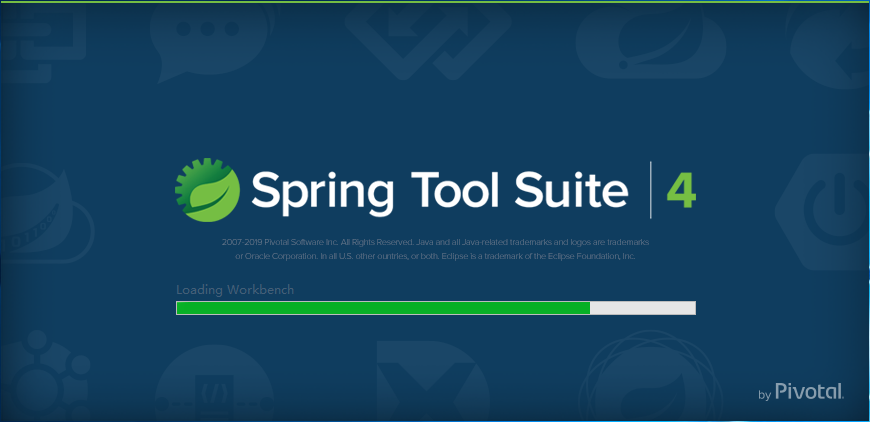 Spring Tool Suite 4
2007-2019 Pivotal Software Inc. All Rights Reserved. Java and all Java-related trademarks and logos are trademarks
or Oracle Corporation. In all U.S. other ountries, or both. Eclipse is a trademark of the Eclipse Foundation, Inc.
Loading Workbench
by Pivotal.